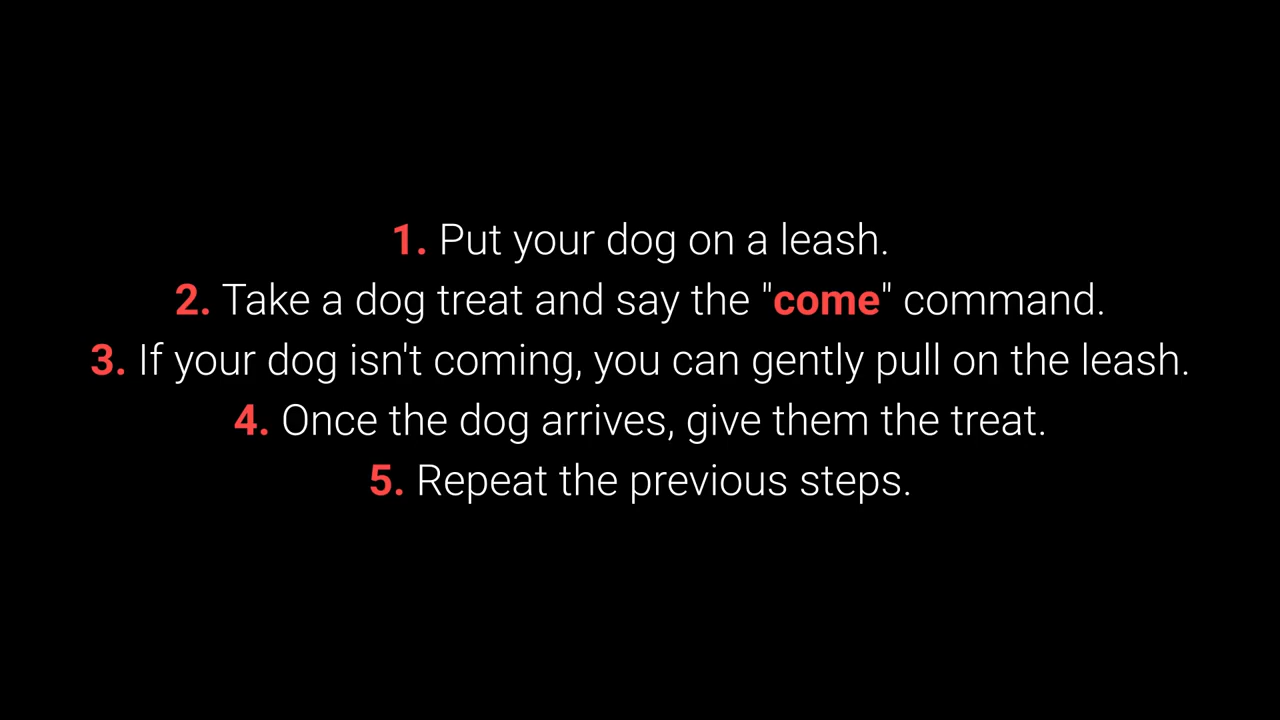 1. Put your dog on a leash.
2. Take a dog treat and say the "come" command.
3. If your dog isn't coming, you can gently pull on the leash.
4. Once the dog arrives, give them the treat.
5. Repeat the previous steps.